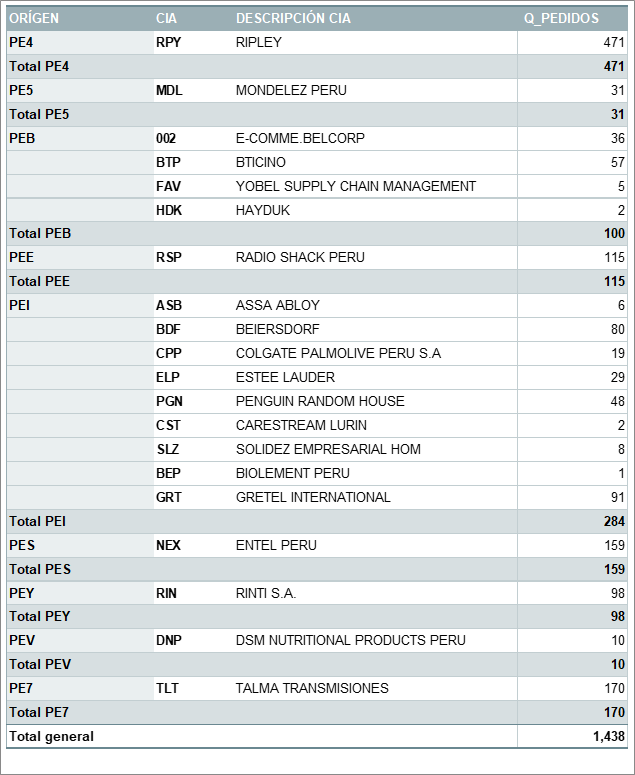 ORÍGEN CIA DESCRIPCIÓN CIA Q_PEDIDOS
PE4 RPY RIPLEY 471
Total PE4 471
PE5 MDL MONDELEZ PERU 31
Total PE5 31
PEB 002 E-COMME.BELCORP 36
BTP BTICINO 57
FAV YOBEL SUPPLY CHAIN MANAGEMENT 5
HDK HAYDUK 2
Total PEB 100
PEE RSP RADIO SHACK PERU 115
Total PEE 115
PEI ASB ASSA ABLOY 6
BDF BEIERSDORF 80
CPP COLGATE PALMOLIVE PERU S.A 19
ELP ESTEE LAUDER 29
PGN PENGUIN RANDOM HOUSE 48
CST CARESTREAM LURIN 2
SLZ SOLIDEZ EMPRESARIAL HOM 8
BEP BIOLEMENT PERU 1
GRT GRETEL INTERNATIONAL 91
Total PEI 284
PES NEX ENTEL PERU 159
Total PES 159
PEY RIN RINTI S.A. 98
Total PEY 98
PEV DNP DSM NUTRITIONAL PRODUCTS PERU 10
Total PEV 10
PE7 TLT TALMA TRANSMISIONES 170
Total PE7 170
Total general 1,438